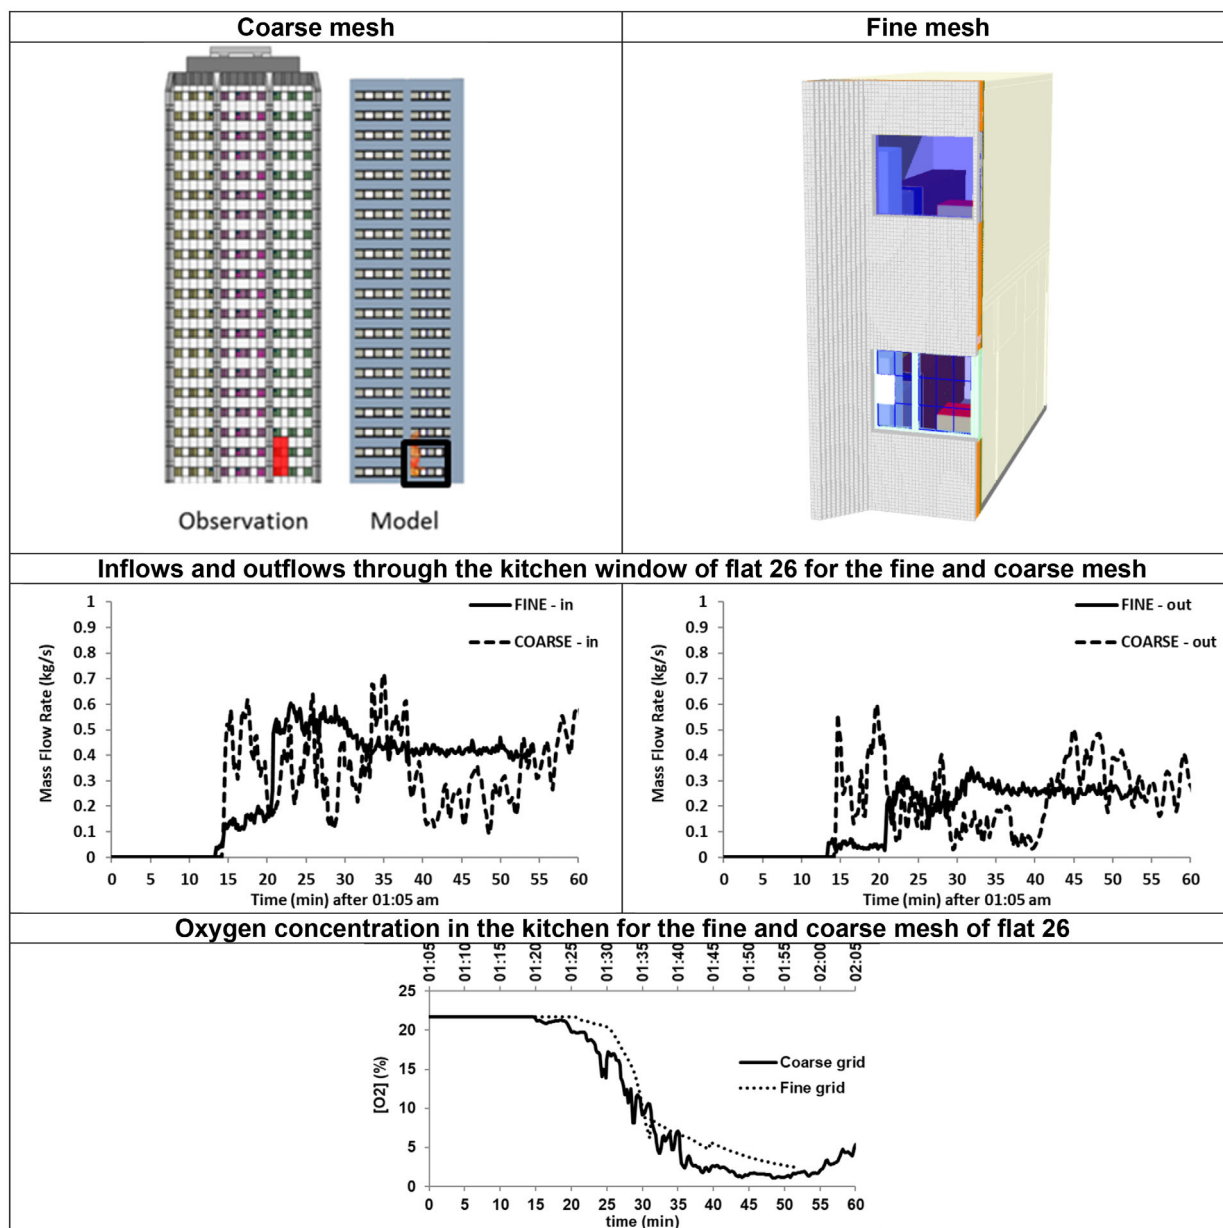 Coarse mesh
Fine mesh
Observation
Model
Inflows and outflows through the kitchen window of flat 26 for the fine and coarse mesh
Mass Flow Rate (kg/s)
1
0.9
0.8
0.7
0.6
0.5
0.4
0.3
0.2
0.1
0
FINE - in
COARSE - in
0 5 10 15 20 25 30 35 40 45 50 55 60
Time (min) after 01:05 am
Mass Flow Rate (kg/s)
1
0.9
0.8
0.7
0.6
0.5
0.4
0.3
0.2
0.1
0
FINE - out
COARSE - out
0 5 10 15 20 25 30 35 40 45 50 55 60
Time (min) after 01:05 am
Oxygen concentration in the kitchen for the fine and coarse mesh of flat 26
01:05 01:10 01:15 01:20 01:25 01:30 01:35 01:40 01:45 01:50 01:55 02:00 02:05
[O2] (%)
25
20
15
10
5
0
Coarse grid
Fine grid
0 5 10 15 20 25 30 35 40 45 50 55 60
time (min)